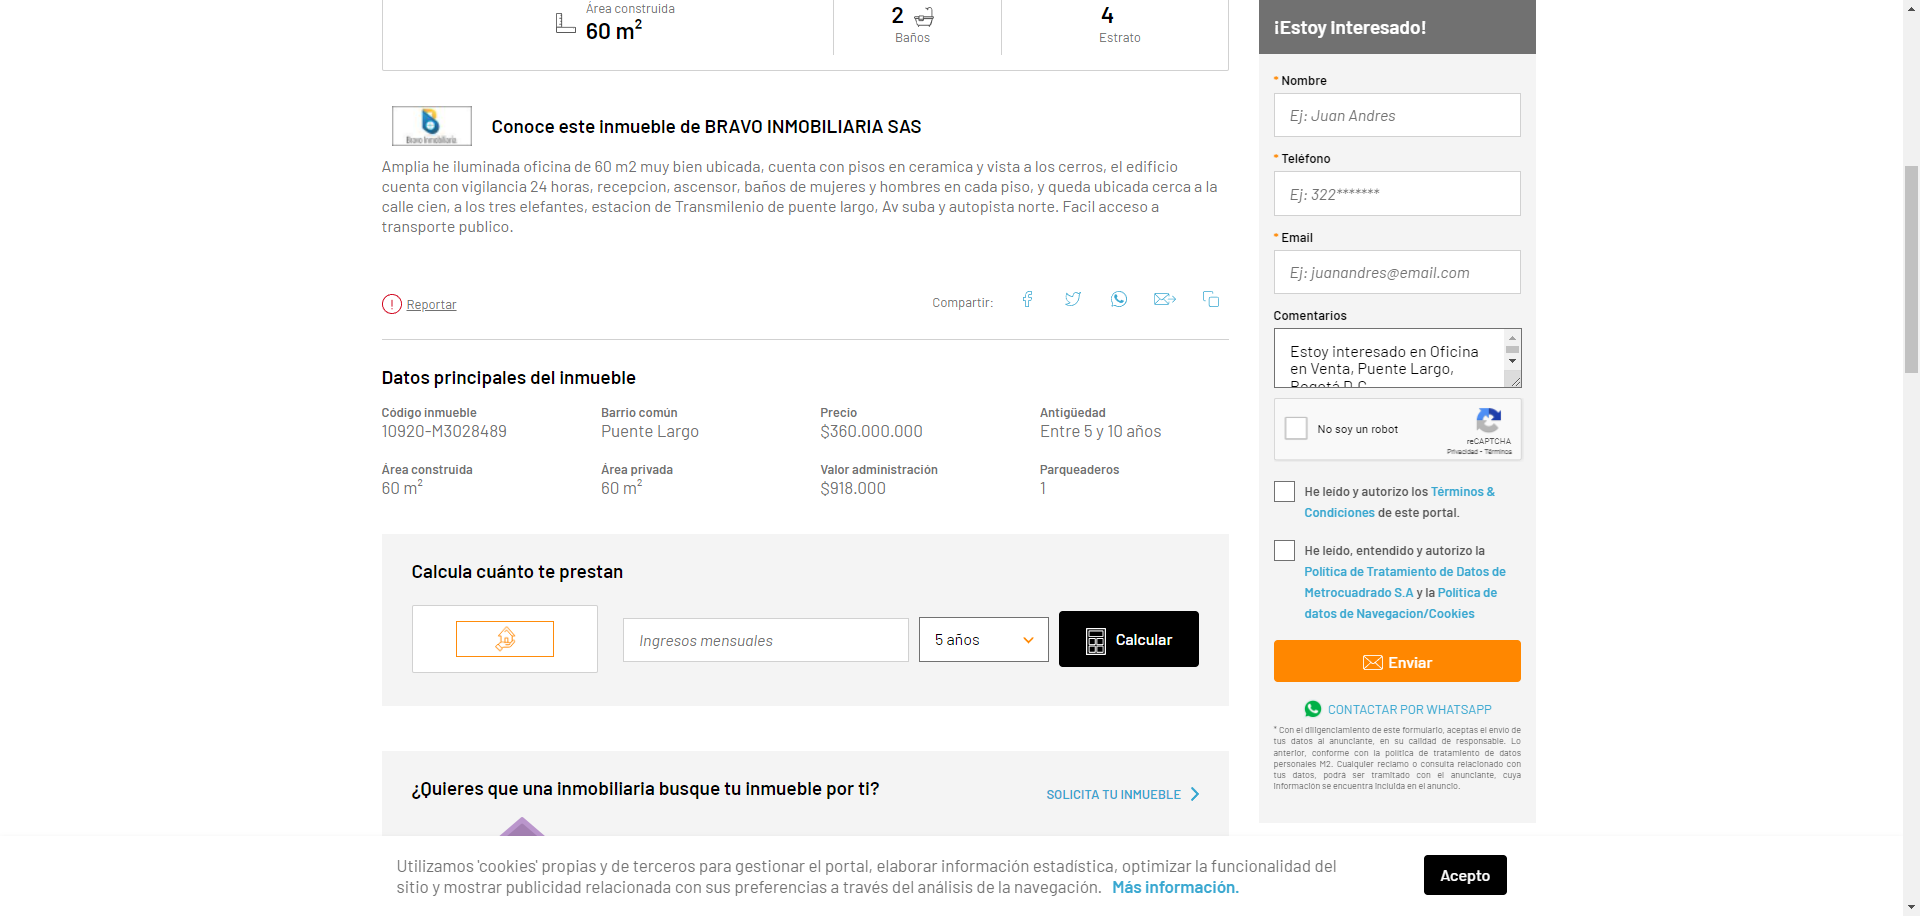 Área construida
60 m²
2
Baños
4
Estrato
Bravo Inmobiliaria
Conoce este inmueble de BRAVO INMOBILIARIA SAS
Amplia he iluminada oficina de 60 m2 muy bien ubicada, cuenta con pisos en ceramica y vista a los cerros, el edificio
cuenta con vigilancia 24 horas, recepcion, ascensor, baños de mujeres y hombres en cada piso, y queda ubicada cerca a la
calle cien, a los tres elefantes, estacion de Transmilenio de puente largo, Av suba y autopista norte. Facil acceso a
transporte publico.
Reportar
Compartir:
Datos principales del inmueble
Código inmueble
10920-M3028489
Barrio común
Puente Largo
Precio
$360.000.000
Antigüedad
Entre 5 y 10 años
Área construida
60 m²
Área privada
60 m²
Valor administración
$918.000
Parqueaderos
1
Calcula cuánto te prestan
Ingresos mensuales
5 años
Calcular
¿Quieres que una inmobiliaria busque tu inmueble por ti?
SOLICITA TU INMUEBLE
¡Estoy Interesado!
* Nombre
Ej: Juan Andres
* Teléfono
Ej: 322*******
* Email
Ej: juanandres@email.com
Comentarios
Estoy interesado en Oficina
en Venta, Puente Largo,
Bogotá D.C.
No soy un robot
reCAPTCHA
Privacidad - Términos
He leído y autorizo los Términos &
Condiciones de este portal.
He leído, entendido y autorizo la
Política de Tratamiento de Datos de
Metrocuadrado S.A y la Política de
datos de Navegacion/Cookies
Enviar
CONTACTAR POR WHATSAPP
* Con el diligenciamiento de este formulario, aceptas el envío de
tus datos al anunciante, en su calidad de responsable. Lo
anterior, conforme con la política de tratamiento de datos
personales M2. Cualquier reclamo o consulta relacionado con
tus datos, podrá ser tramitado con el anunciante, cuya
información se encuentra incluida en el anuncio.
Utilizamos 'cookies' propias y de terceros para gestionar el portal, elaborar información estadística, optimizar la funcionalidad del
sitio y mostrar publicidad relacionada con sus preferencias a través del análisis de la navegación. Más información.
Acepto